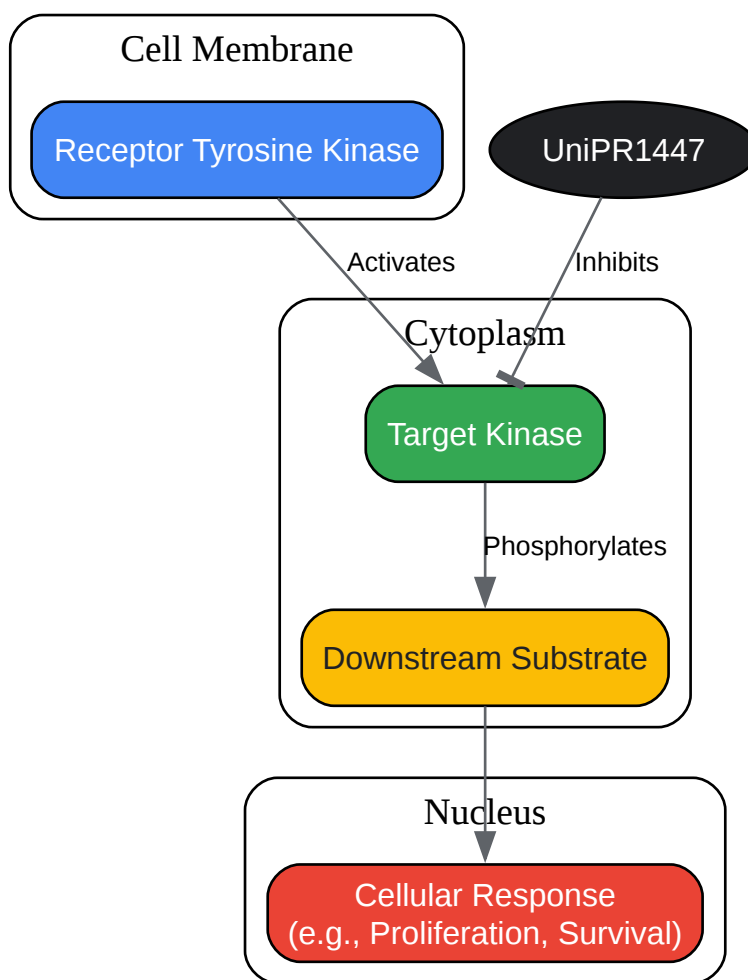 Cell Membrane
Receptor Tyrosine Kinase
UniPR1447
Activates
Inhibits
Cytoplasm
Target Kinase
Phosphorylates
Downstream Substrate
Nucleus
Cellular Response
(e.g., Proliferation, Survival)